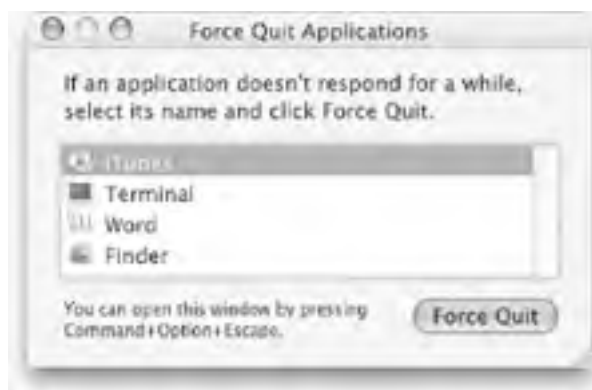 Force Quit Applications
If an application doesn't respond for a while,
select its name and click Force Quit.
iTunes
Terminal
Word
Finder
You can open this window by pressing
Command+Option+Escape.
Force Quit